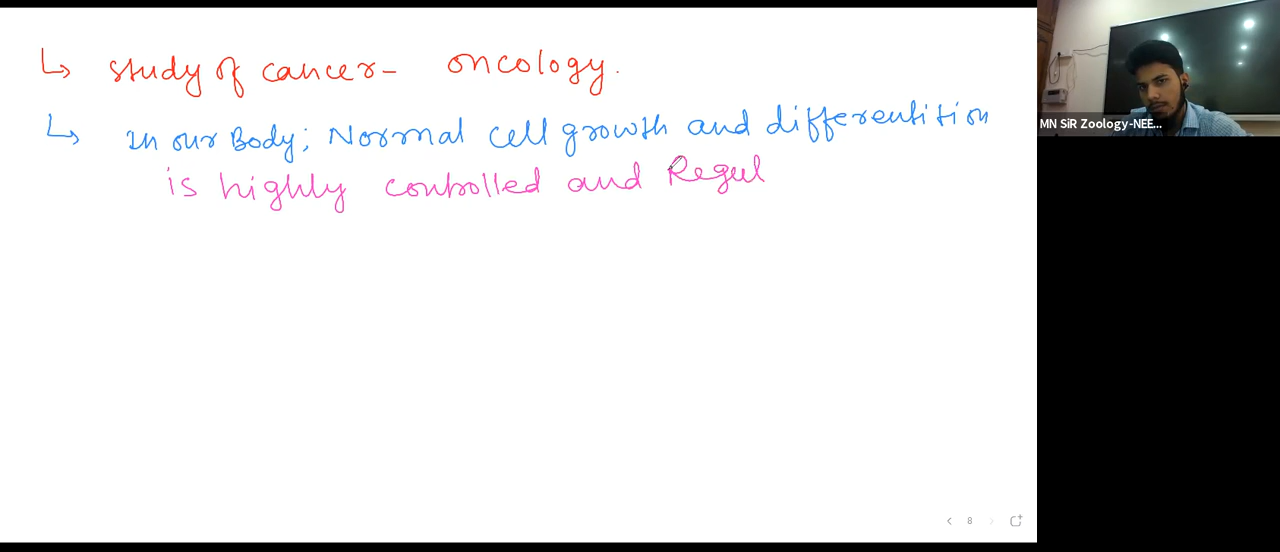 ↳ study of cancer- oncology.
↳ In our Body; Normal cell growth and differentition
is highly controlled and Regul
MN SiR Zoology-NEE...
8